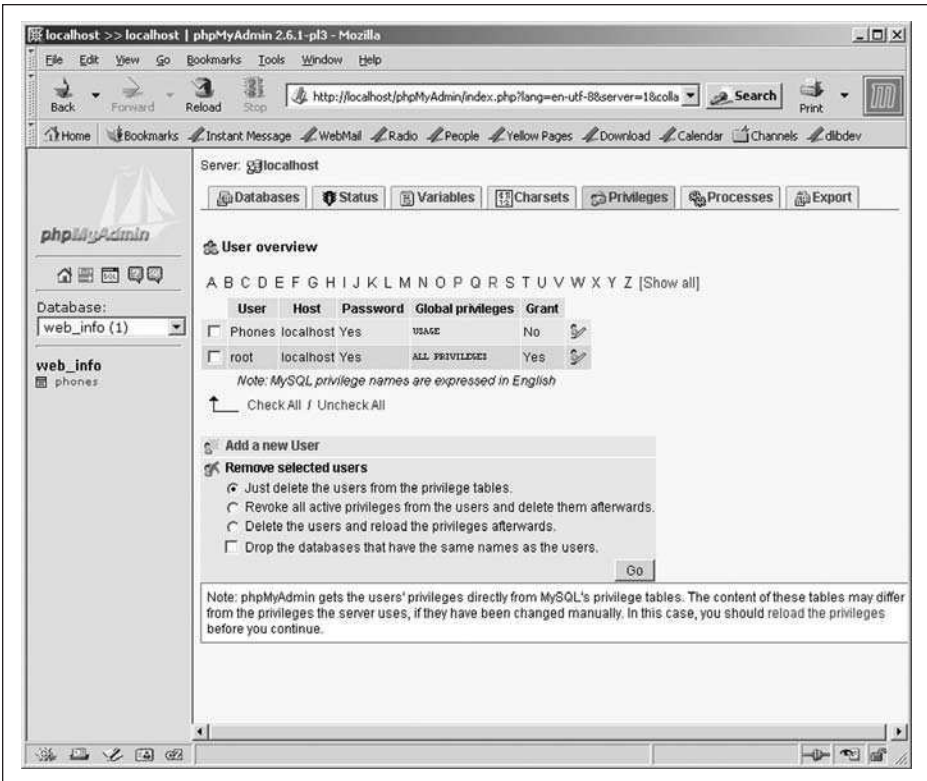 localhost >> localhost | phpMyAdmin 2.6.1-pl3 - Mozilla
File Edit View Go Bookmarks Tools Window Help
Back Forward Reload Stop http://localhost/phpMyAdmin/index.php?lang=en-utf-8&server=1&colla Search Print
Home Bookmarks Instant Message WebMail Radio People Yellow Pages Download Calendar Channels dlbdev
phpMyAdmin
Database:
web_info (1)
web_info
phones
Server: localhost
Databases Status Variables Charsets Privileges Processes Export
User overview
A B C D E F G H I J K L M N O P Q R S T U V W X Y Z [Show all]
User Host Password Global privileges Grant
Phones localhost Yes USAGE No
root localhost Yes ALL PRIVILEGES Yes
Note: MySQL privilege names are expressed in English
Check All / Uncheck All
Add a new User
Remove selected users
Just delete the users from the privilege tables.
Revoke all active privileges from the users and delete them afterwards.
Delete the users and reload the privileges afterwards.
Drop the databases that have the same names as the users.
Go
Note: phpMyAdmin gets the users' privileges directly from MySQL's privilege tables. The content of these tables may differ
from the privileges the server uses, if they have been changed manually. In this case, you should reload the privileges
before you continue.